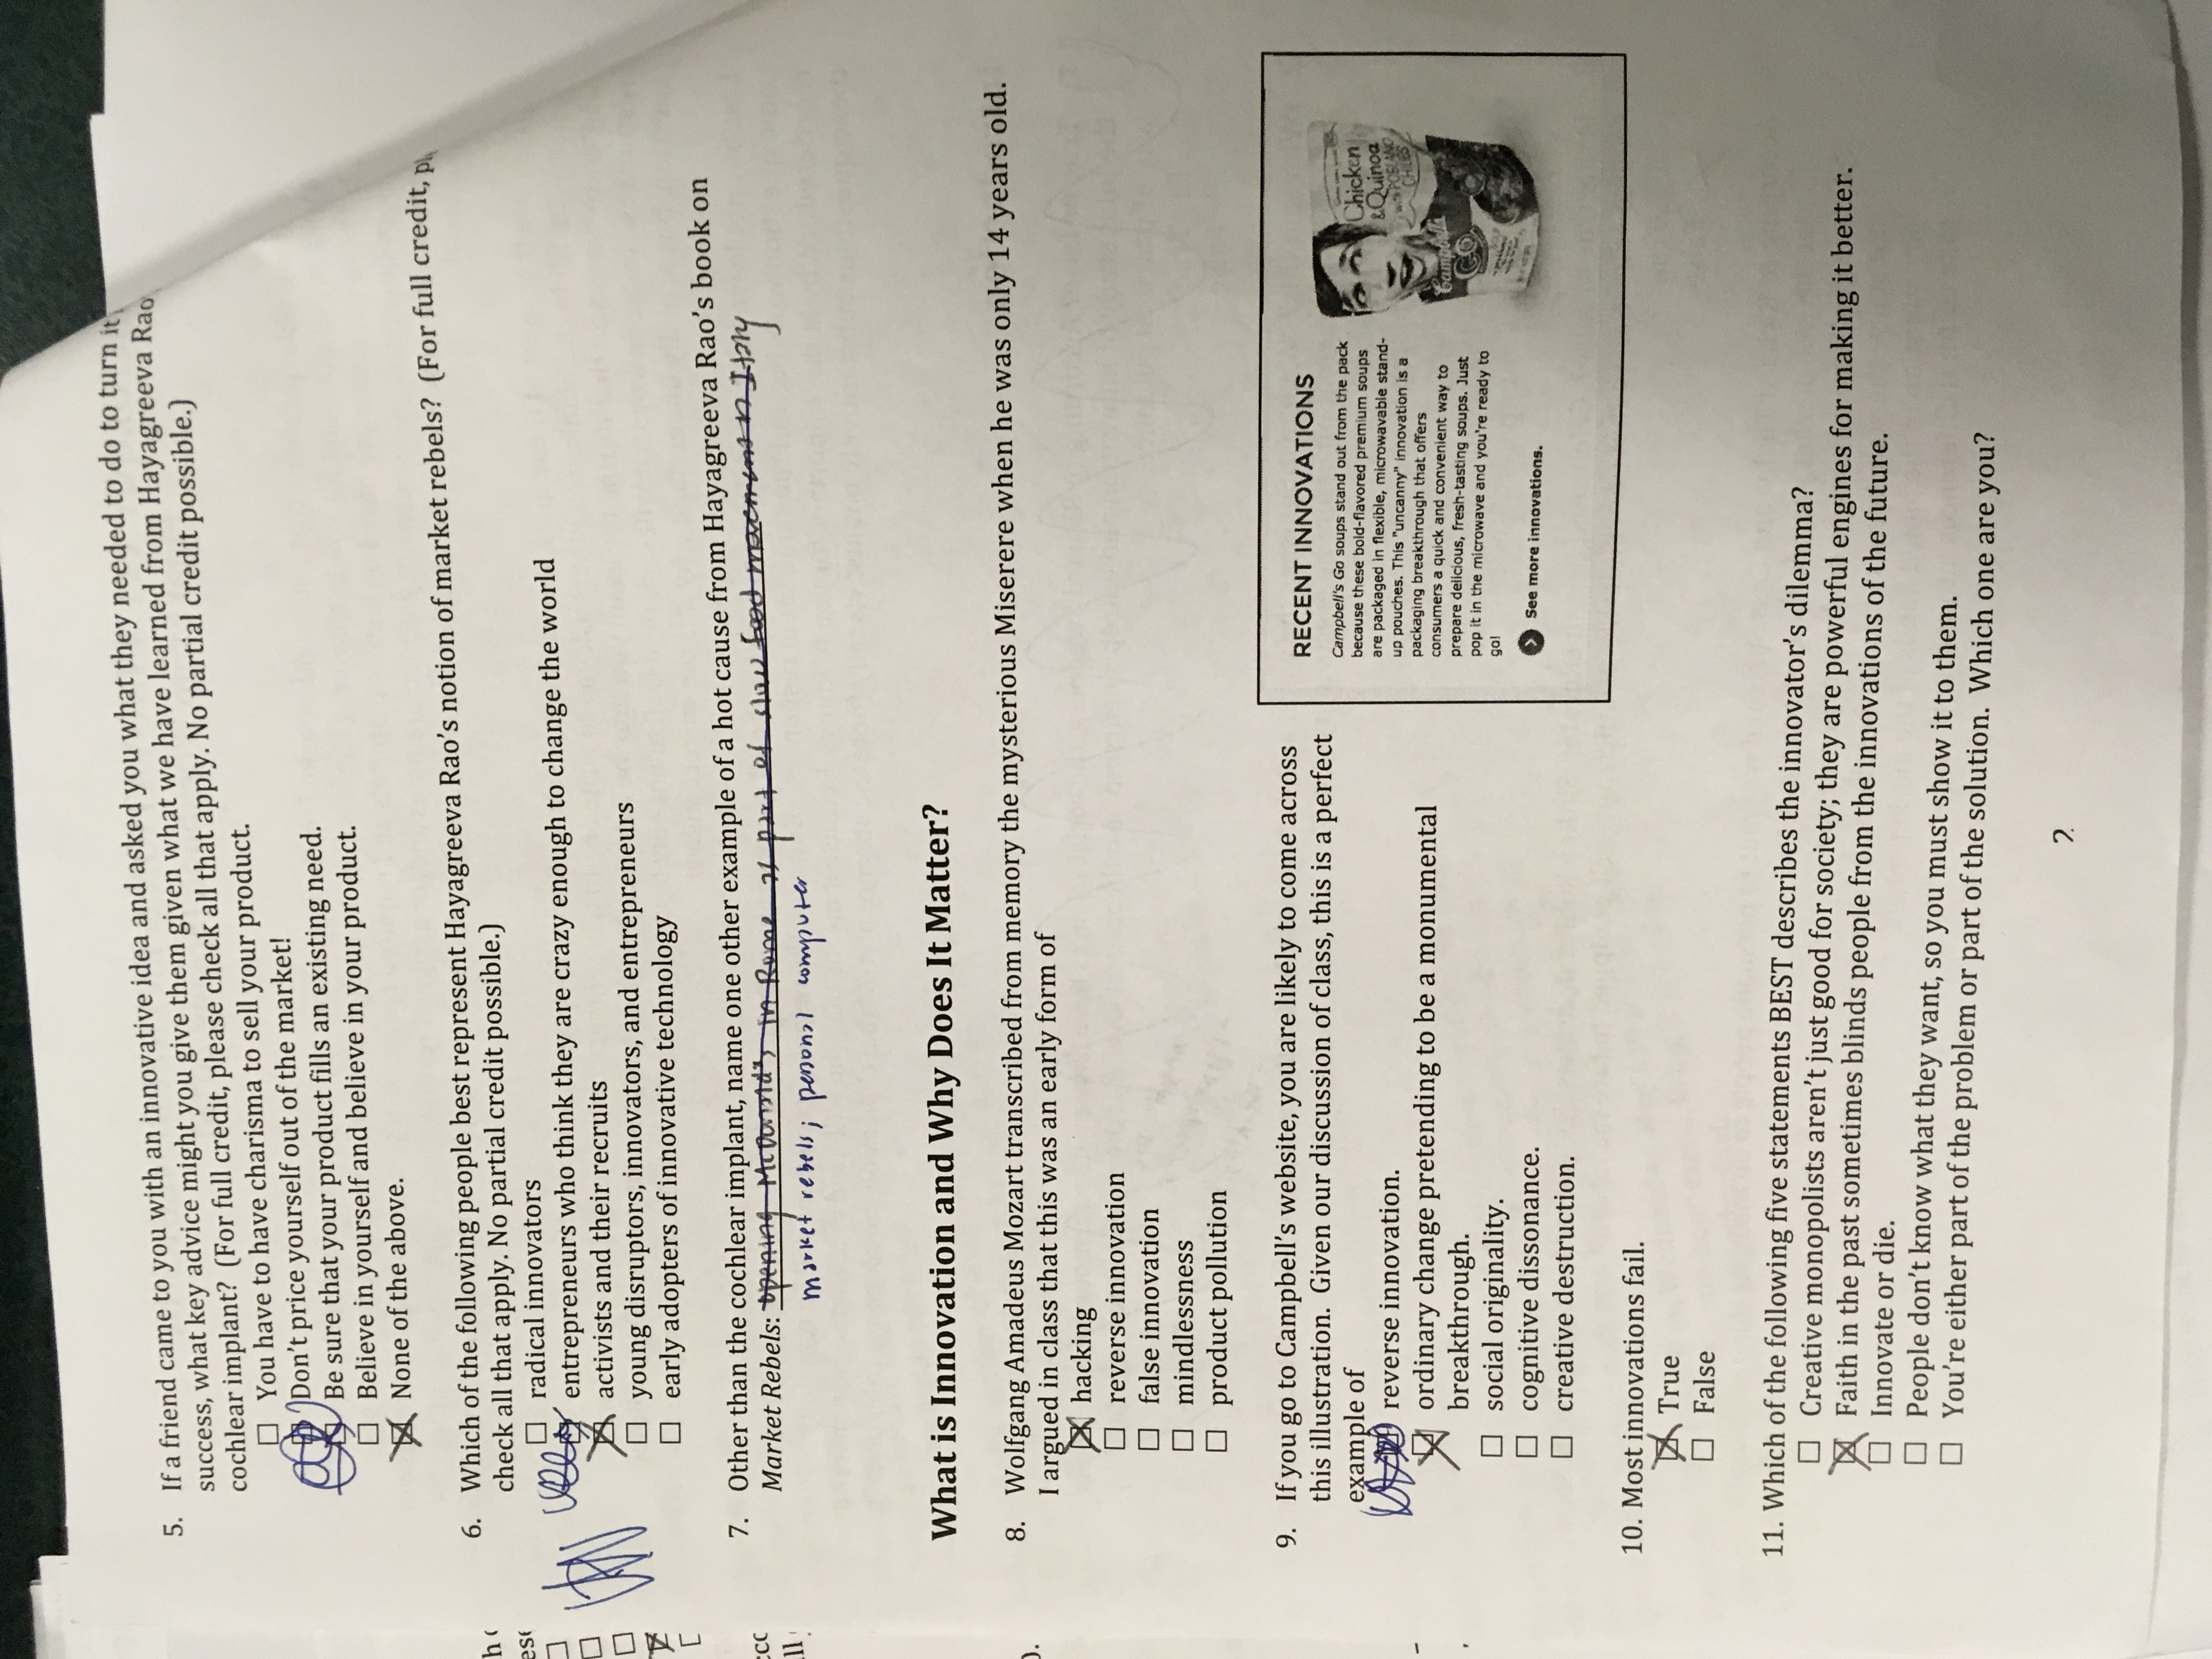 5. If a friend came to you with an innovative idea and asked you what they needed to do to turn it
success, what key advice might you give them given what we have learned from Hayagreeva Rao
cochlear implant? (For full credit, please check all that apply. No partial credit possible.)
☐ You have to have charisma to sell your product.
Don't price yourself out of the market!
Be sure that your product fills an existing need.
☐ Believe in yourself and believe in your product.
☒ None of the above.
6. Which of the following people best represent Hayagreeva Rao's notion of market rebels? (For full credit,
check all that apply. No partial credit possible.)
☐ radical innovators
entrepreneurs who think they are crazy enough to change the world
☒ activists and their recruits
☐ young disruptors, innovators, and entrepreneurs
☐ early adopters of innovative technology
7. Other than the cochlear implant, name one other example of a hot cause from Hayagreeva Rao's book on
Market Rebels: opening McDonald's in Rome as part of slow food movement in Italy
market rebels; personal computer
What is Innovation and Why Does It Matter?
8. Wolfgang Amadeus Mozart transcribed from memory the mysterious Miserere when he was only 14 years old.
I argued in class that this was an early form of
☒ hacking
☐ reverse innovation
☐ false innovation
☐ mindlessness
☐ product pollution
9. If you go to Campbell's website, you are likely to come across
this illustration. Given our discussion of class, this is a perfect
example of
reverse innovation.
☒ ordinary change pretending to be a monumental
breakthrough.
☐ social originality.
☐ cognitive dissonance.
☐ creative destruction.
RECENT INNOVATIONS
Campbell's Go soups stand out from the pack
because these bold-flavored premium soups
are packaged in flexible, microwavable stand-
up pouches. This "uncanny" innovation is a
packaging breakthrough that offers
consumers a quick and convenient way to
prepare delicious, fresh-tasting soups. Just
pop it in the microwave and you're ready to
go!
See more innovations.
Chicken
& Quinoa
with POBLANO
CHILES
Campbell's
GO
10. Most innovations fail.
☒ True
☐ False
11. Which of the following five statements BEST describes the innovator's dilemma?
☐ Creative monopolists aren't just good for society; they are powerful engines for making it better.
☒ Faith in the past sometimes blinds people from the innovations of the future.
☐ Innovate or die.
☐ People don't know what they want, so you must show it to them.
☐ You're either part of the problem or part of the solution. Which one are you?
2